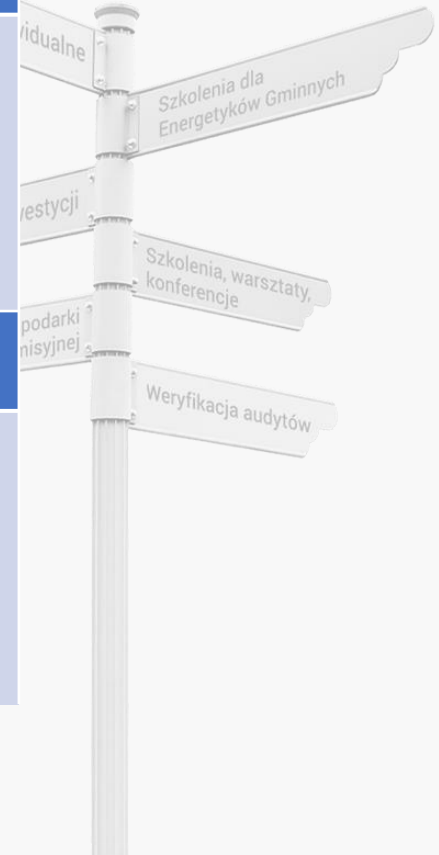 vidualne
Szkolenia dla
Energetyków Gminnych
westycji
Szkolenia, warsztaty,
konferencje
podarki
misyjnej
Weryfikacja audytów